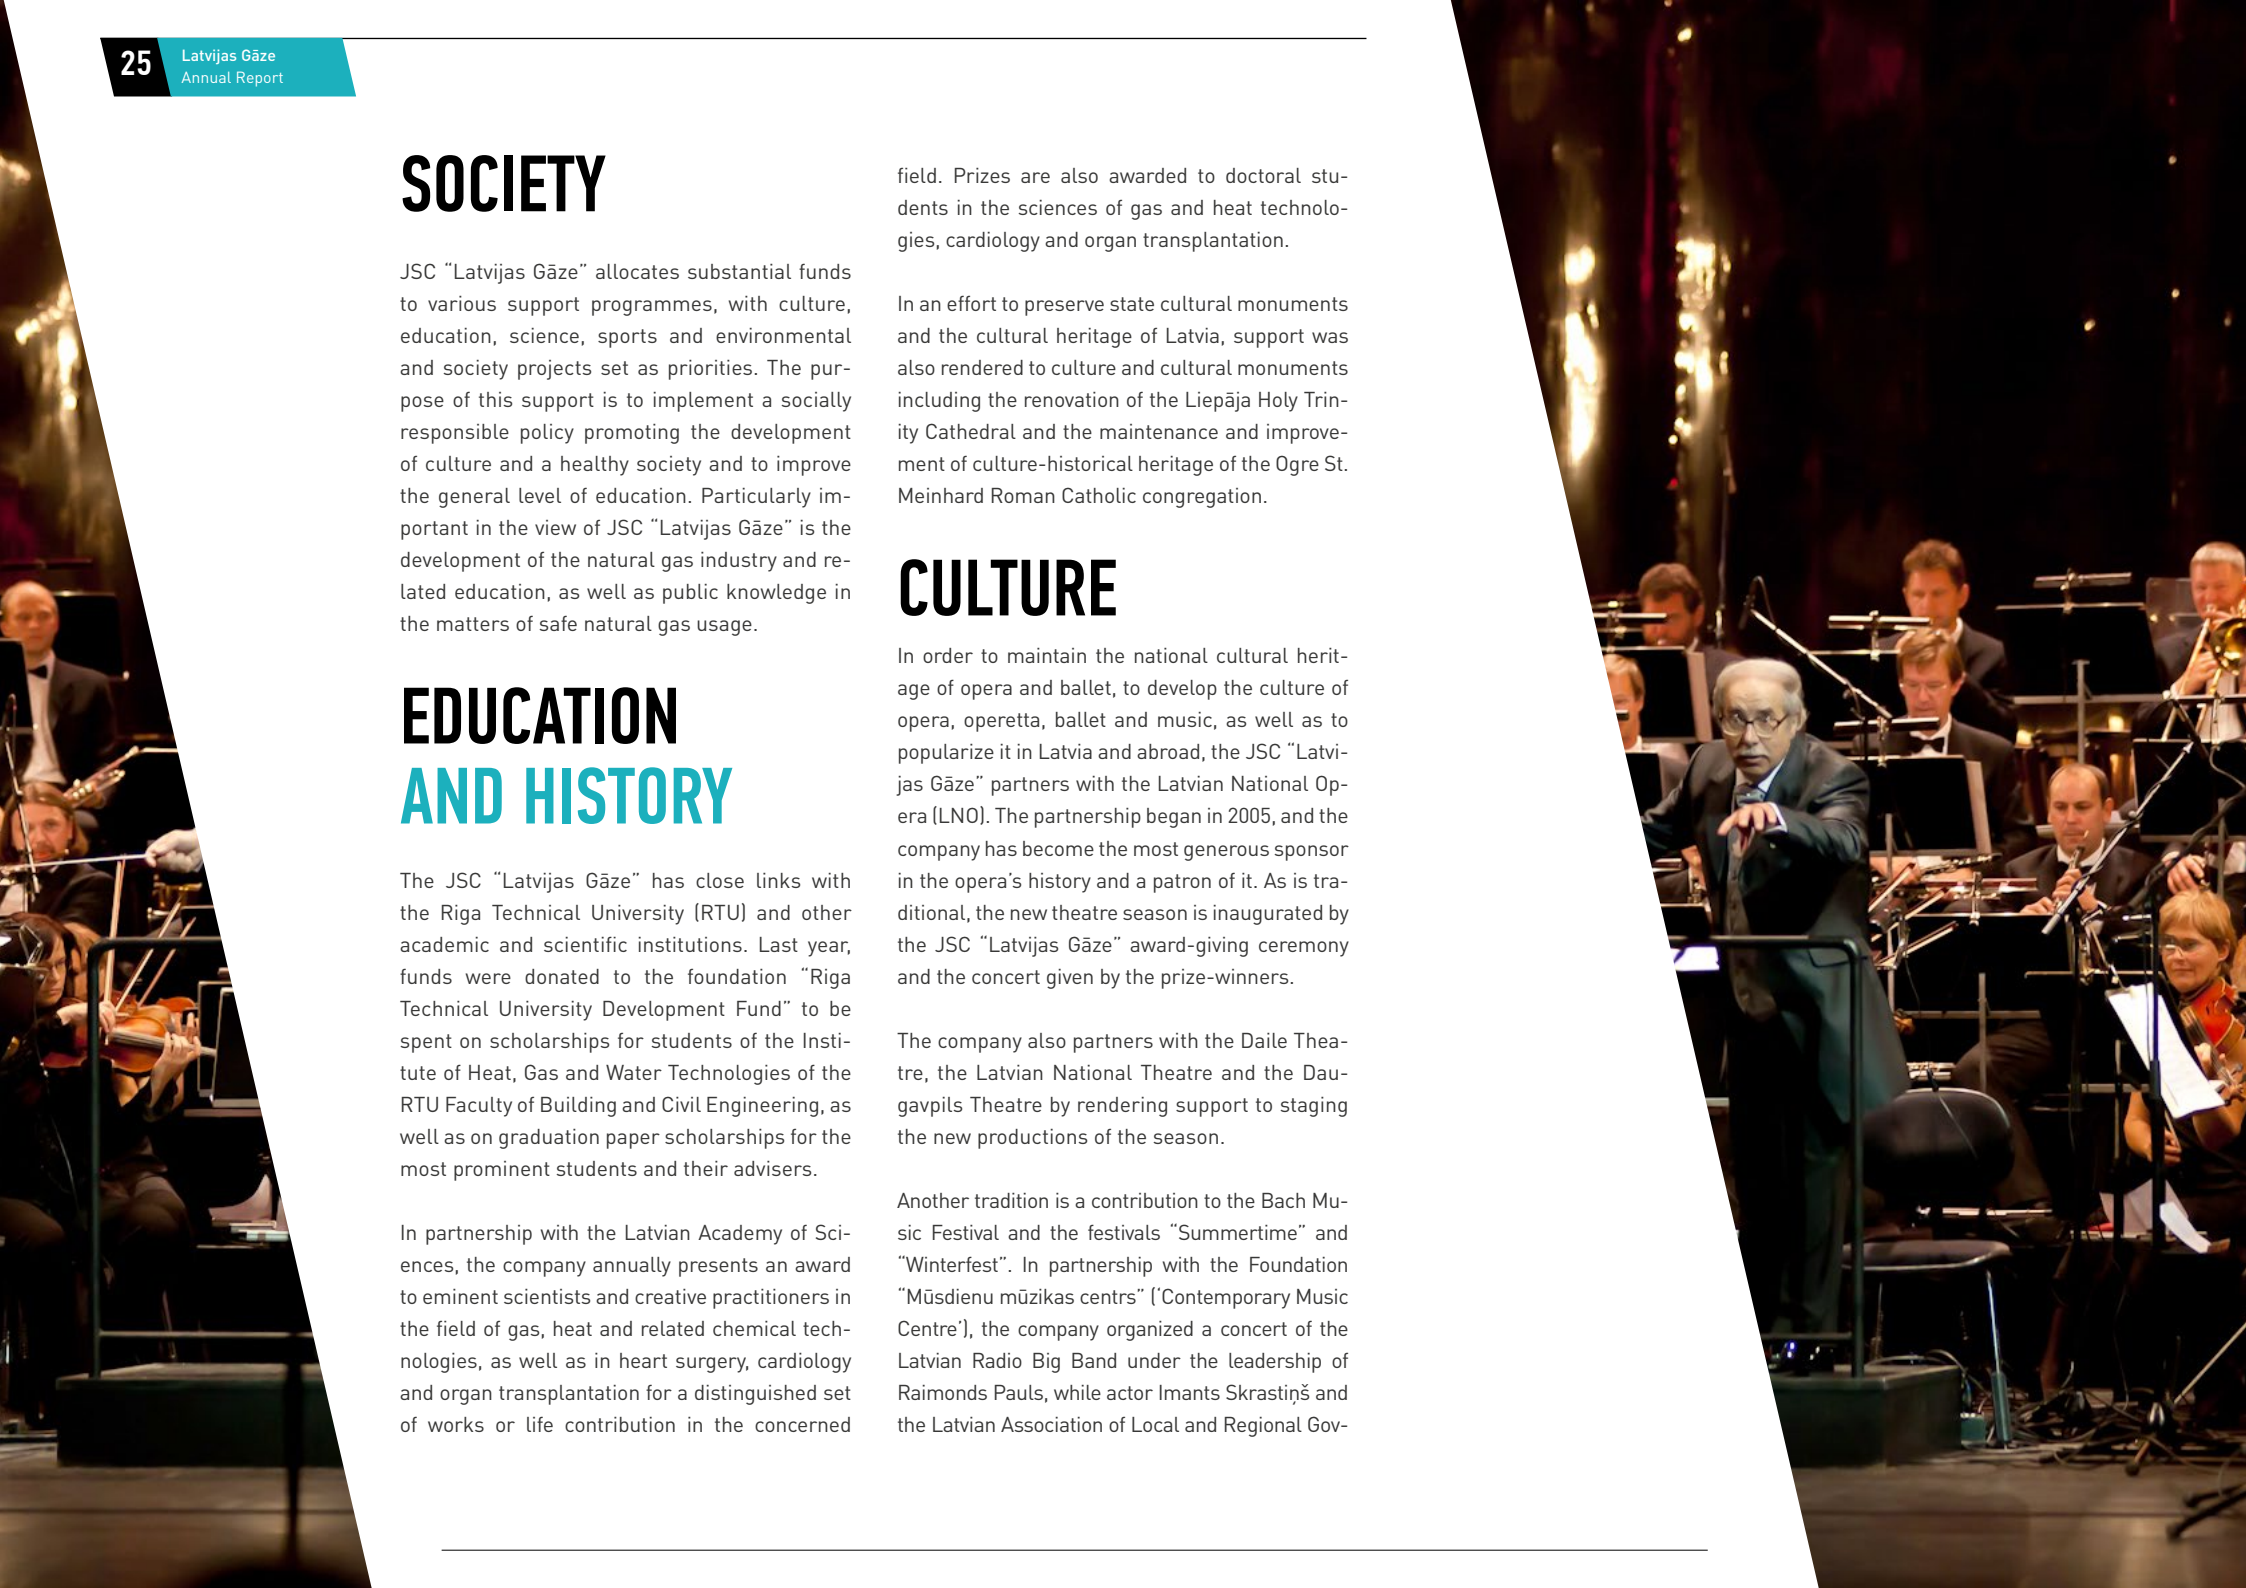 25
Latvijas Gāze
Annual Report
SOCIETY
JSC “Latvijas Gāze” allocates substantial funds
to various support programmes, with culture,
education, science, sports and environmental
and society projects set as priorities. The pur-
pose of this support is to implement a socially
responsible policy promoting the development
of culture and a healthy society and to improve
the general level of education. Particularly im-
portant in the view of JSC “Latvijas Gāze” is the
development of the natural gas industry and re-
lated education, as well as public knowledge in
the matters of safe natural gas usage.
EDUCATION
AND HISTORY
The JSC “Latvijas Gāze” has close links with
the Riga Technical University (RTU) and other
academic and scientific institutions. Last year,
funds were donated to the foundation “Riga
Technical University Development Fund” to be
spent on scholarships for students of the Insti-
tute of Heat, Gas and Water Technologies of the
RTU Faculty of Building and Civil Engineering, as
well as on graduation paper scholarships for the
most prominent students and their advisers.
In partnership with the Latvian Academy of Sci-
ences, the company annually presents an award
to eminent scientists and creative practitioners in
the field of gas, heat and related chemical tech-
nologies, as well as in heart surgery, cardiology
and organ transplantation for a distinguished set
of works or life contribution in the concerned
field. Prizes are also awarded to doctoral stu-
dents in the sciences of gas and heat technolo-
gies, cardiology and organ transplantation.
In an effort to preserve state cultural monuments
and the cultural heritage of Latvia, support was
also rendered to culture and cultural monuments
including the renovation of the Liepāja Holy Trin-
ity Cathedral and the maintenance and improve-
ment of culture-historical heritage of the Ogre St.
Meinhard Roman Catholic congregation.
CULTURE
In order to maintain the national cultural herit-
age of opera and ballet, to develop the culture of
opera, operetta, ballet and music, as well as to
popularize it in Latvia and abroad, the JSC “Latvi-
jas Gāze” partners with the Latvian National Op-
era (LNO). The partnership began in 2005, and the
company has become the most generous sponsor
in the opera’s history and a patron of it. As is tra-
ditional, the new theatre season is inaugurated by
the JSC “Latvijas Gāze” award-giving ceremony
and the concert given by the prize-winners.
The company also partners with the Daile Thea-
tre, the Latvian National Theatre and the Dau-
gavpils Theatre by rendering support to staging
the new productions of the season.
Another tradition is a contribution to the Bach Mu-
sic Festival and the festivals “Summertime” and
“Winterfest”. In partnership with the Foundation
“Mūsdienu mūzikas centrs” (‘Contemporary Music
Centre’), the company organized a concert of the
Latvian Radio Big Band under the leadership of
Raimonds Pauls, while actor Imants Skrastiņš and
the Latvian Association of Local and Regional Gov-